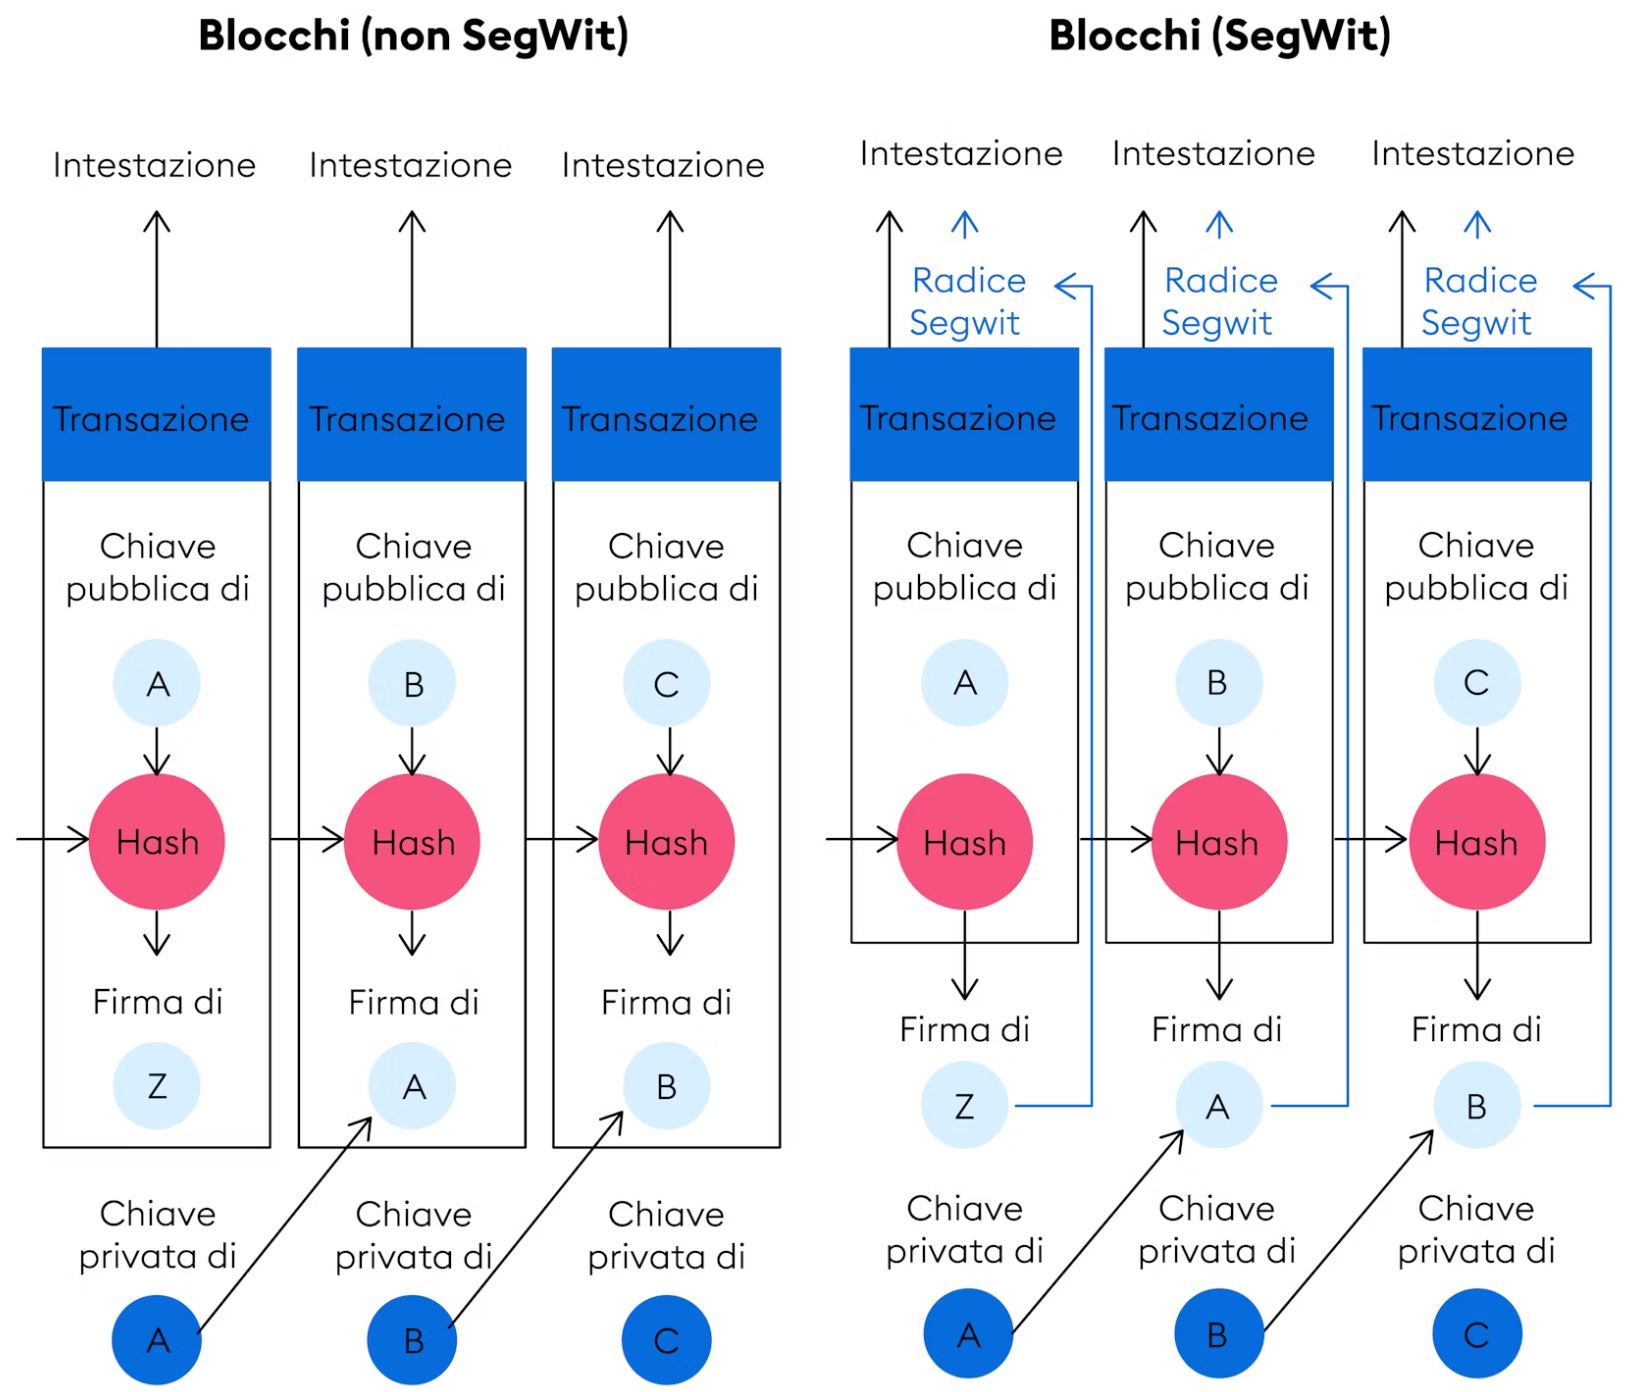 Blocchi (non SegWit)
Intestazione
Intestazione
Intestazione
Transazione
Transazione
Transazione
Chiave
pubblica di
A
Chiave
pubblica di
B
Chiave
pubblica di
C
Hash
Hash
Hash
Firma di
Z
Firma di
A
Firma di
B
Chiave
privata di
A
Chiave
privata di
B
Chiave
privata di
C
Blocchi (SegWit)
Intestazione
Intestazione
Intestazione
Radice
Segwit
Radice
Segwit
Radice
Segwit
Transazione
Transazione
Transazione
Chiave
pubblica di
A
Chiave
pubblica di
B
Chiave
pubblica di
C
Hash
Hash
Hash
Firma di
Z
Firma di
A
Firma di
B
Chiave
privata di
A
Chiave
privata di
B
Chiave
privata di
C